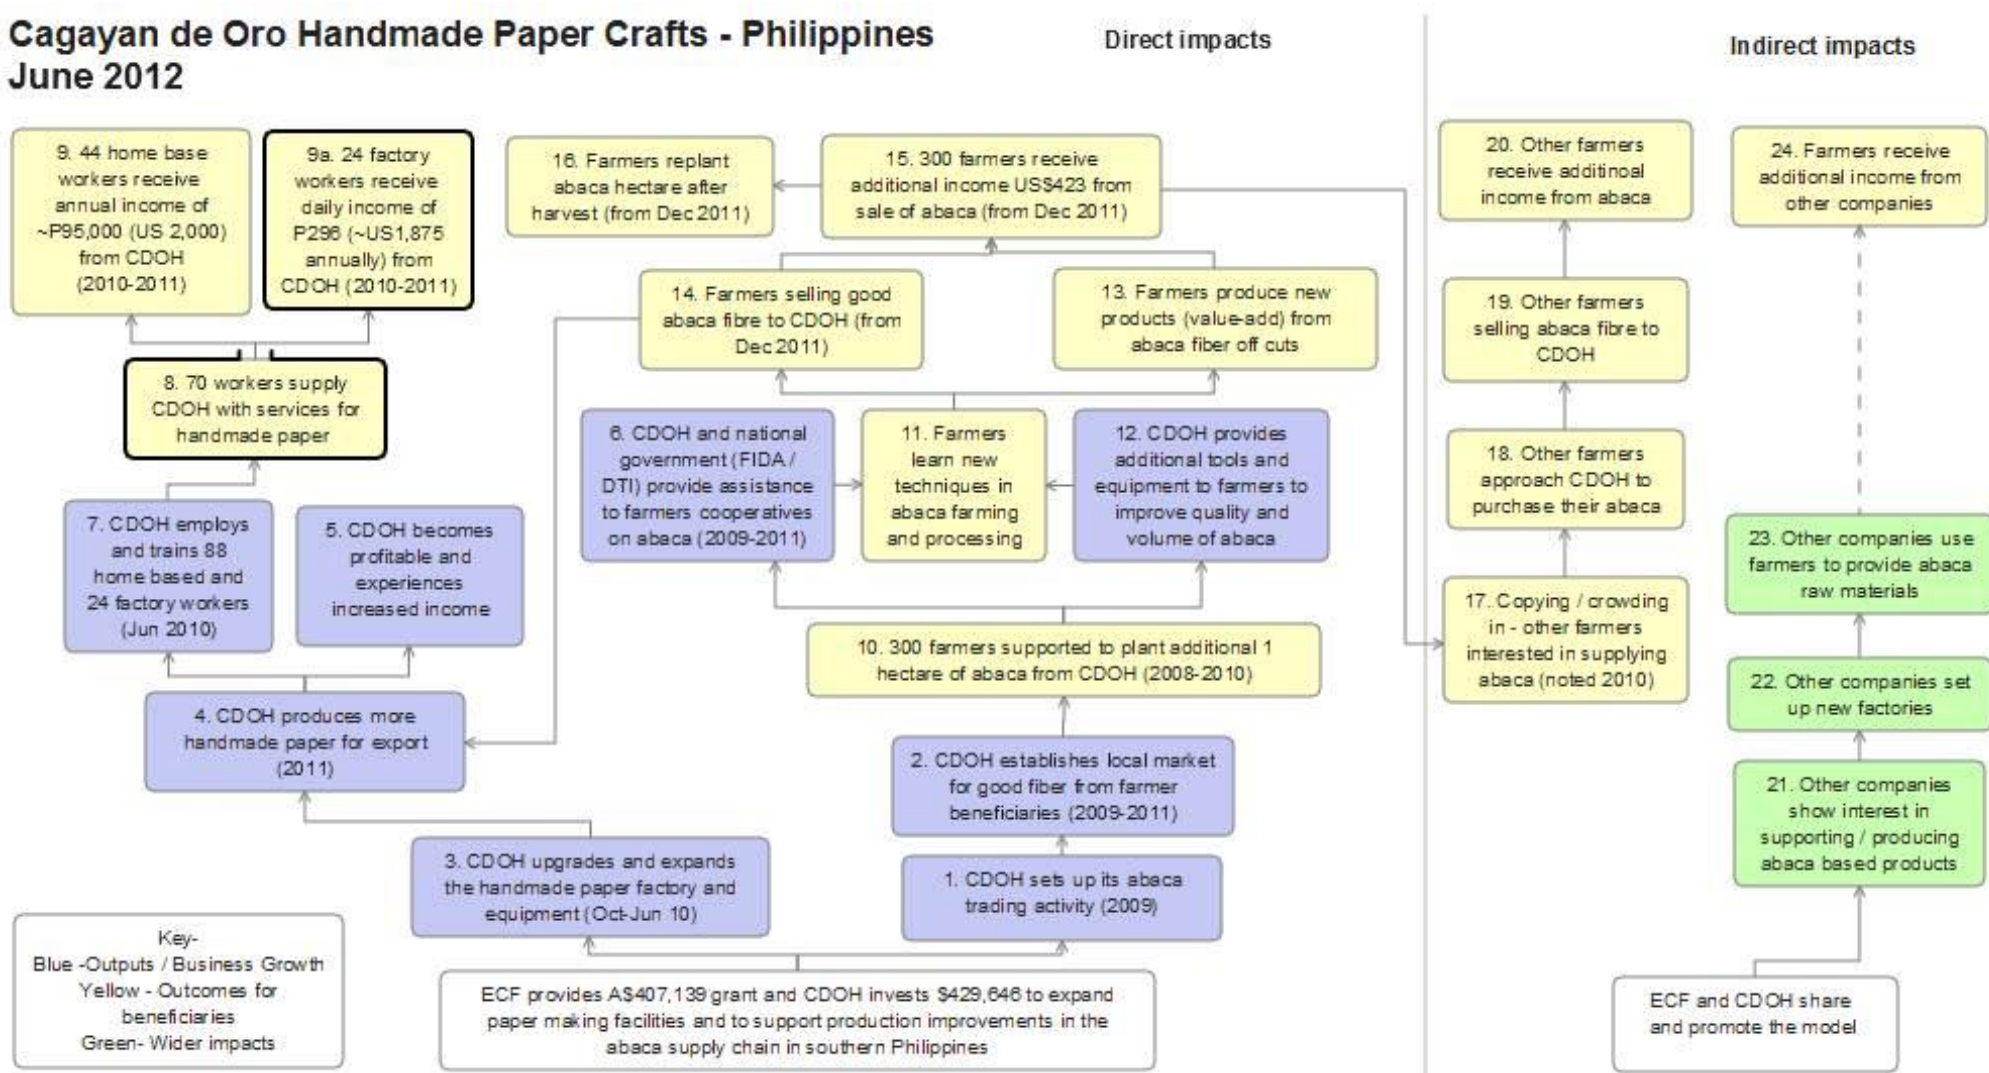 Cagayan de Oro Handmade Paper Crafts - Philippines
June 2012
Direct impacts
Indirect impacts
9. 44 home base
workers receive
annual income of
~P95,000 (US 2,000)
from CDOH
(2010-2011)
9a. 24 factory
workers receive
daily income of
P296 (~US1,875
annually) from
CDOH (2010-2011)
16. Farmers replant
abaca hectare after
harvest (from Dec 2011)
15. 300 farmers receive
additional income US$423 from
sale of abaca (from Dec 2011)
20. Other farmers
receive additinoal
income from abaca
24. Farmers receive
additional income from
other companies
14. Farmers selling good
abaca fibre to CDOH (from
Dec 2011)
13. Farmers produce new
products (value-add) from
abaca fiber off cuts
19. Other farmers
selling abaca fibre to
CDOH
8. 70 workers supply
CDOH with services for
handmade paper
6. CDOH and national
government (FIDA /
DTI) provide assistance
to farmers cooperatives
on abaca (2009-2011)
11. Farmers
learn new
techniques in
abaca farming
and processing
12. CDOH provides
additional tools and
equipment to farmers to
improve quality and
volume of abaca
18. Other farmers
approach CDOH to
purchase their abaca
7. CDOH employs
and trains 88
home based and
24 factory workers
(Jun 2010)
5. CDOH becomes
profitable and
experiences
increased income
23. Other companies use
farmers to provide abaca
raw materials
17. Copying / crowding
in - other farmers
interested in supplying
abaca (noted 2010)
10. 300 farmers supported to plant additional 1
hectare of abaca from CDOH (2008-2010)
22. Other companies set
up new factories
4. CDOH produces more
handmade paper for export
(2011)
2. CDOH establishes local market
for good fiber from farmer
beneficiaries (2009-2011)
21. Other companies
show interest in
supporting / producing
abaca based products
3. CDOH upgrades and expands
the handmade paper factory and
equipment (Oct-Jun 10)
1. CDOH sets up its abaca
trading activity (2009)
Key-
Blue -Outputs / Business Growth
Yellow - Outcomes for
beneficiaries
Green- Wider impacts
ECF provides A$407,139 grant and CDOH invests $429,646 to expand
paper making facilities and to support production improvements in the
abaca supply chain in southern Philippines
ECF and CDOH share
and promote the model